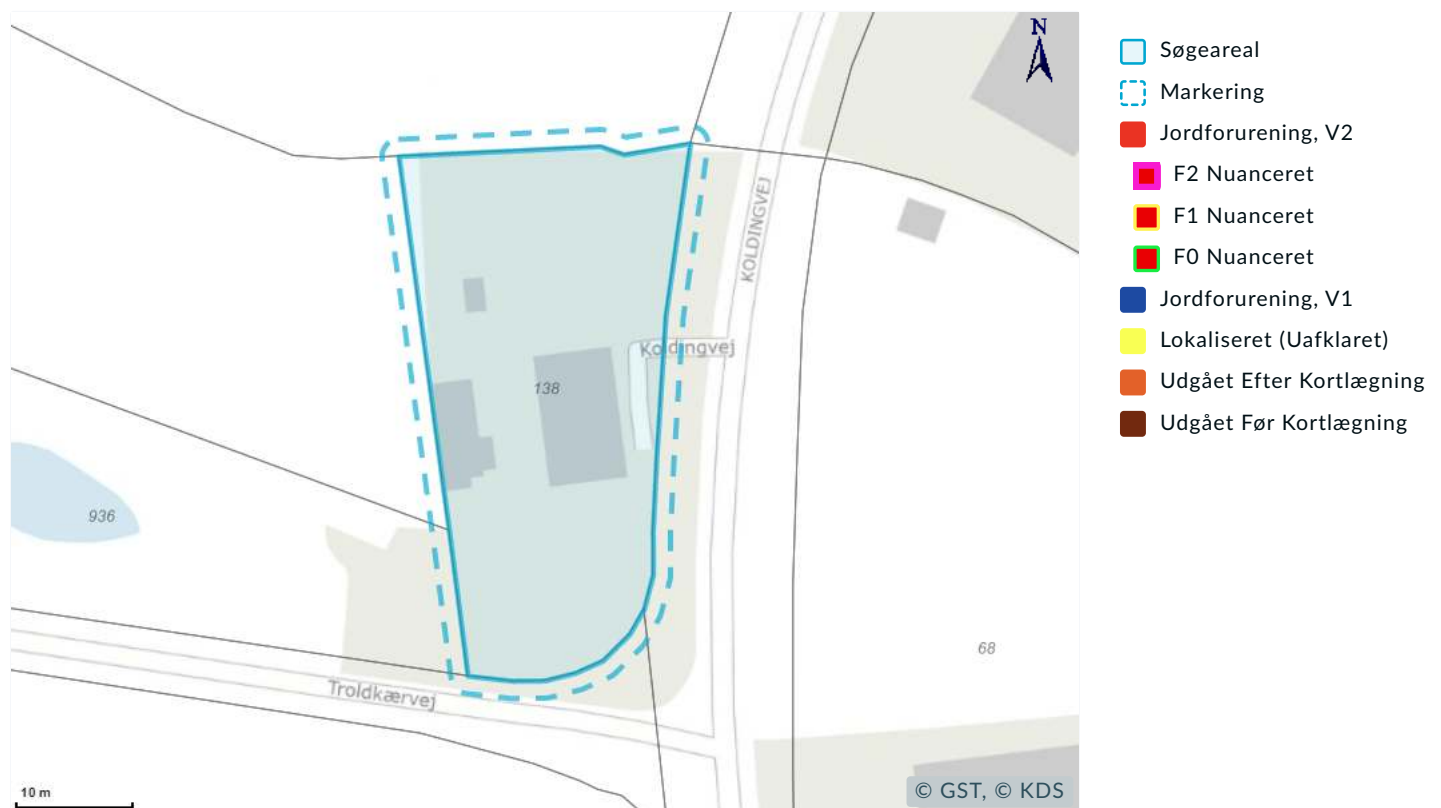 N
KOLDINGVEJ
Koldingvej
138
936
68
Troldkærvej
10 m
© GST, © KDS
Søgeareal
Markering
Jordforurening, V2
F2 Nuanceret
F1 Nuanceret
F0 Nuanceret
Jordforurening, V1
Lokaliseret (Uafklaret)
Udgået Efter Kortlægning
Udgået Før Kortlægning